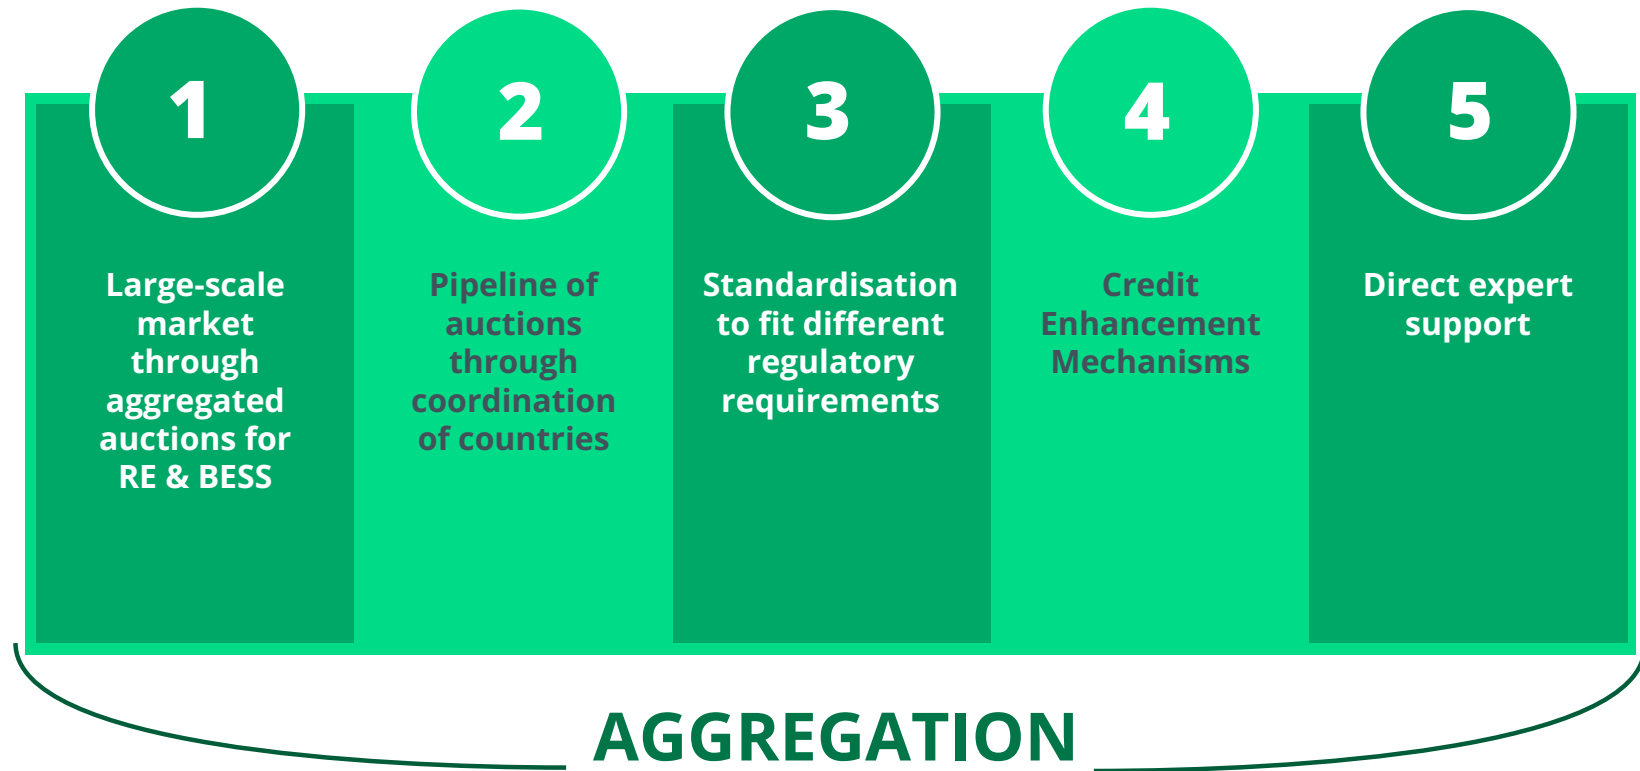 1
Large-scale
market
through
aggregated
auctions for
RE & BESS
2
Pipeline of
auctions
through
coordination
of countries
3
Standardisation
to fit different
regulatory
requirements
4
Credit
Enhancement
Mechanisms
5
Direct expert
support
AGGREGATION